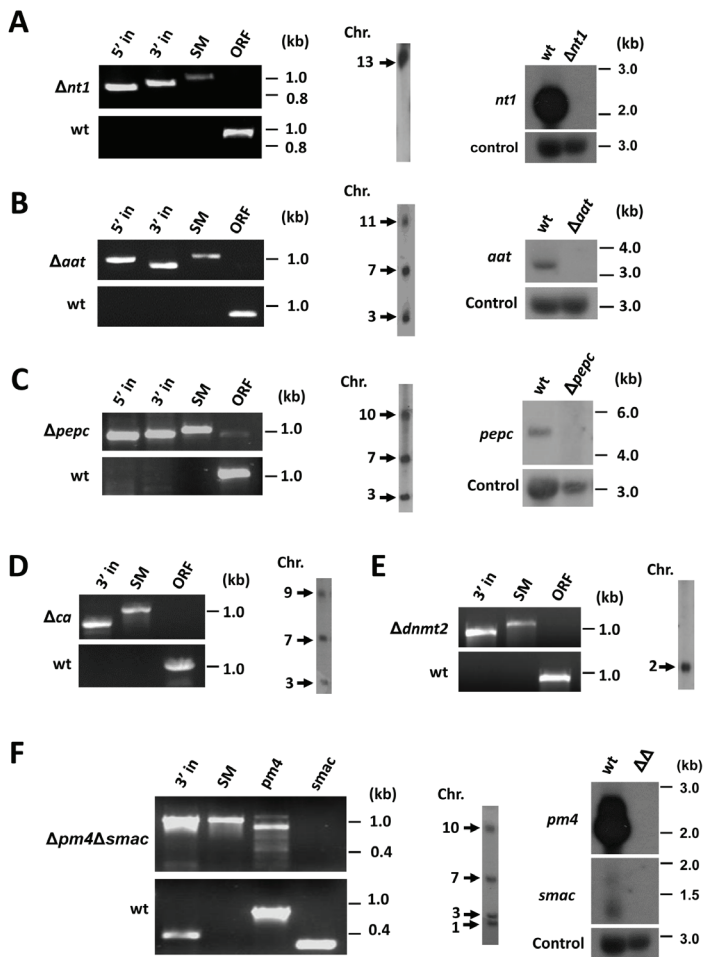 A
5' in 3' in SM ORF (kb)
Δnt1
1.0
0.8
wt
1.0
0.8
Chr.
13
wt Δnt1 (kb)
nt1
3.0
2.0
control
3.0
B
5' in 3' in SM ORF (kb)
Δaat
1.0
wt
1.0
Chr.
11
7
3
wt Δaat (kb)
aat
4.0
3.0
Control
3.0
C
5' in 3' in SM ORF (kb)
Δpepc
1.0
wt
1.0
Chr.
10
7
3
wt Δpepc (kb)
pepc
6.0
4.0
Control
3.0
D
3' in SM ORF (kb)
Δca
1.0
wt
1.0
Chr.
9
7
3
E
3' in SM ORF (kb)
Δdnmt2
1.0
wt
1.0
Chr.
2
F
3' in SM pm4 smac (kb)
Δpm4Δsmac
1.0
0.4
wt
1.0
0.4
Chr.
10
7
3
1
wt ΔΔ (kb)
pm4
3.0
2.0
smac
2.0
1.5
Control
3.0